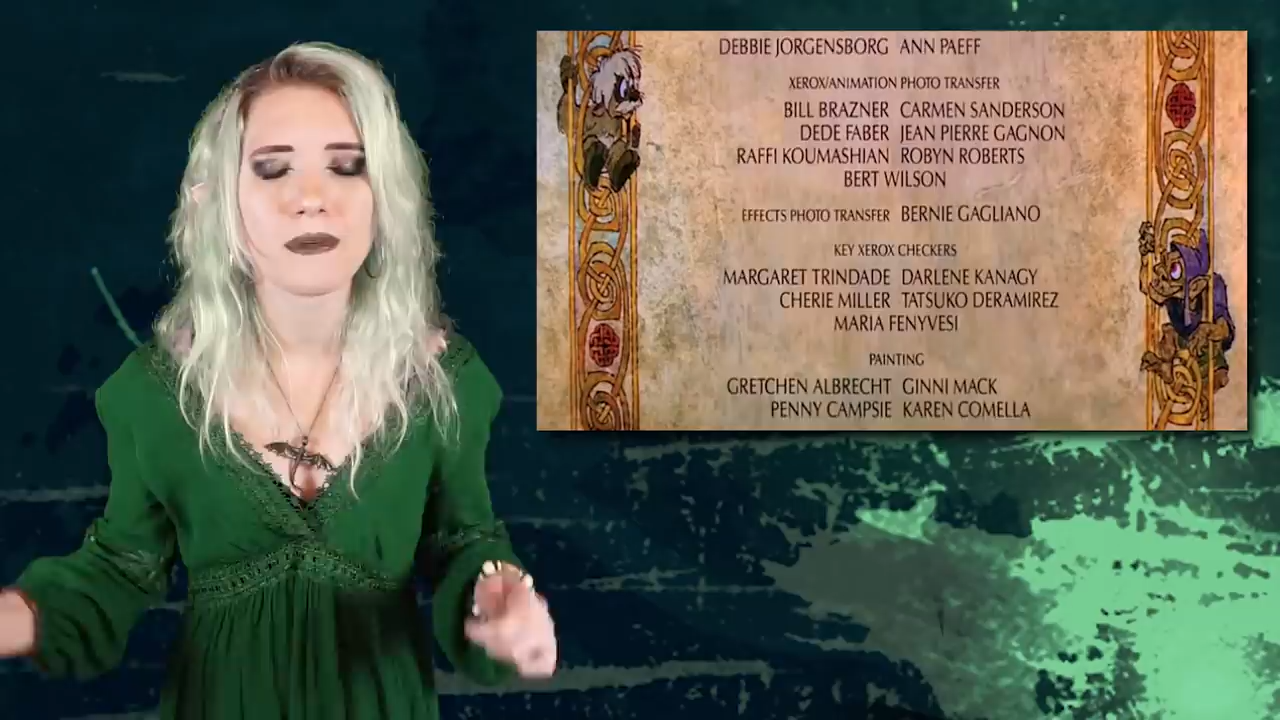 DEBBIE JORGENSBORG ANN PAEFF
XEROX/ANIMATION PHOTO TRANSFER
BILL BRAZNER CARMEN SANDERSON
DEDE FABER JEAN PIERRE GAGNON
RAFFI KOUMASHIAN ROBYN ROBERTS
BERT WILSON
EFFECTS PHOTO TRANSFER BERNIE GAGLIANO
KEY XEROX CHECKERS
MARGARET TRINDADE DARLENE KANAGY
CHERIE MILLER TATSUKO DERAMIREZ
MARIA FENYVESI
PAINTING
GRETCHEN ALBRECHT GINNI MACK
PENNY CAMPSIE KAREN COMELLA